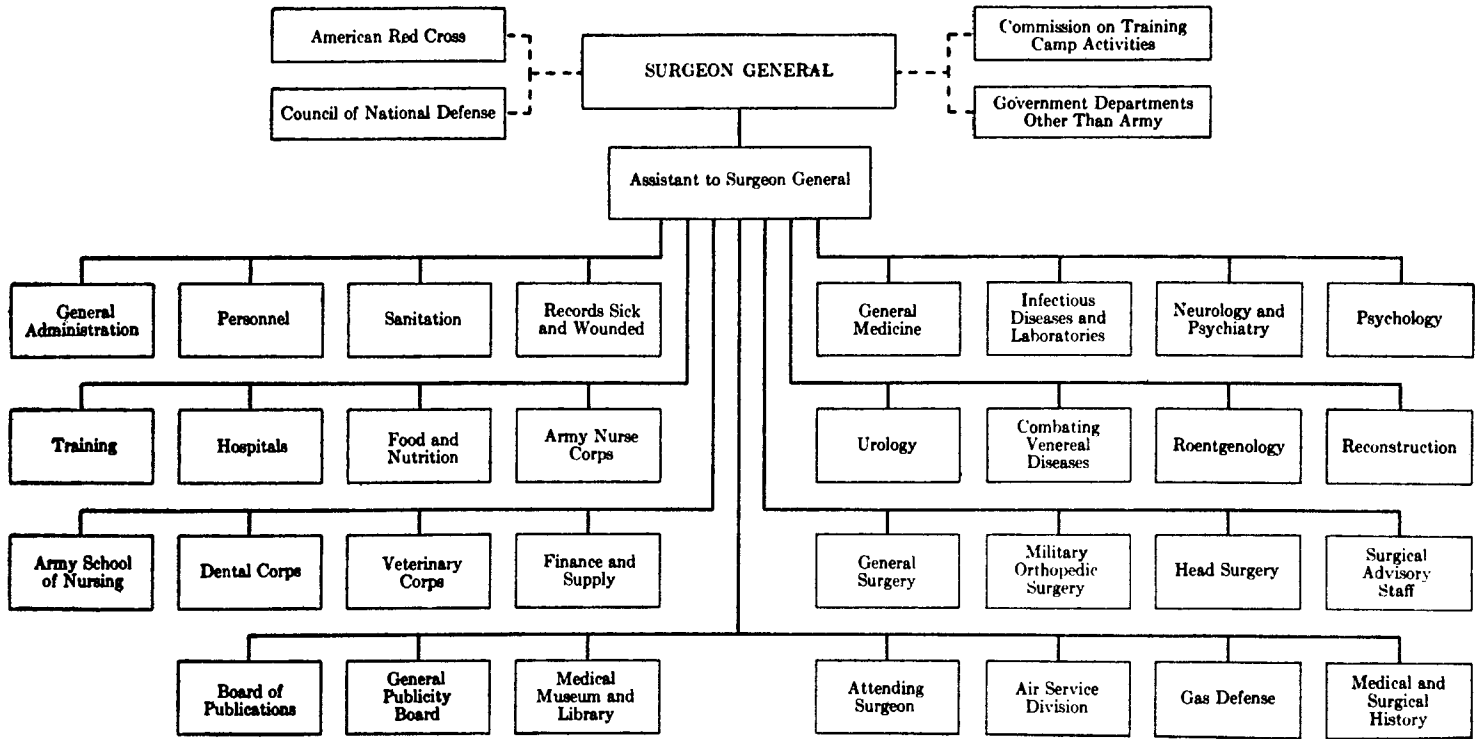 American Red Cross
Council of National Defense
SURGEON GENERAL
Commission on Training
Camp Activities
Government Departments
Other Than Army
Assistant to Surgeon General
General
Administration
Personnel
Sanitation
Records Sick
and Wounded
General
Medicine
Infectious
Diseases and
Laboratories
Neurology and
Psychiatry
Psychology
Training
Hospitals
Food and
Nutrition
Army Nurse
Corps
Urology
Combating
Venereal
Diseases
Roentgenology
Reconstruction
Army School
of Nursing
Dental Corps
Veterinary
Corps
Finance and
Supply
General
Surgery
Military
Orthopedic
Surgery
Head Surgery
Surgical
Advisory
Staff
Board of
Publications
General
Publicity
Board
Medical
Museum and
Library
Attending
Surgeon
Air Service
Division
Gas Defense
Medical and
Surgical
History